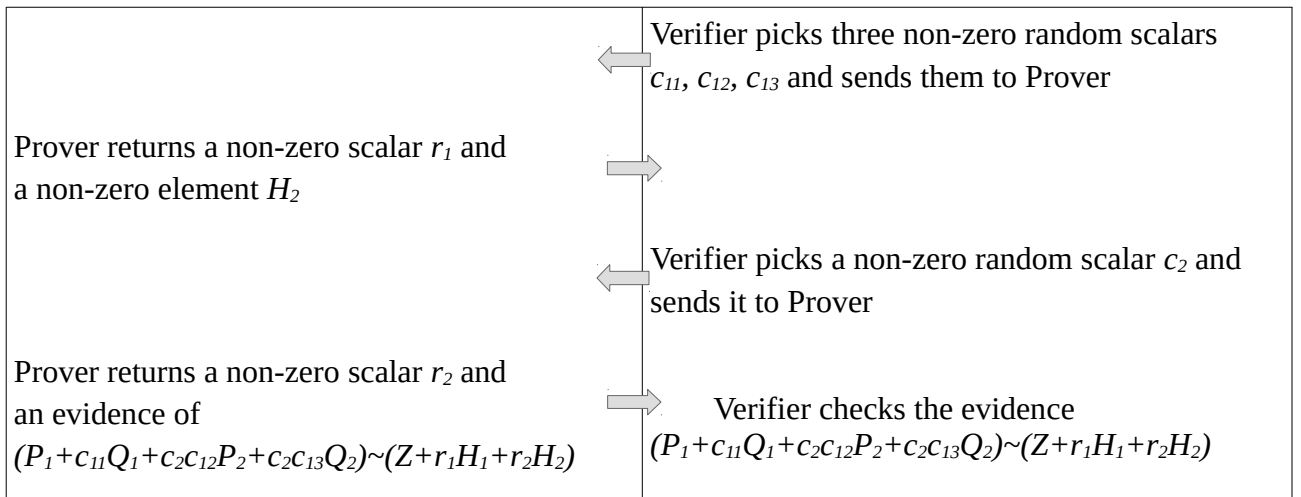 Verifier picks three non-zero random scalars
c₁₁, c₁₂, c₁₃ and sends them to Prover
Prover returns a non-zero scalar r₁ and
a non-zero element H₂
Verifier picks a non-zero random scalar c₂ and
sends it to Prover
Prover returns a non-zero scalar r₂ and
an evidence of
(P₁+c₁₁Q₁+c₂c₁₂P₂+c₂c₁₃Q₂)~(Z+r₁H₁+r₂H₂)
Verifier checks the evidence
(P₁+c₁₁Q₁+c₂c₁₂P₂+c₂c₁₃Q₂)~(Z+r₁H₁+r₂H₂)